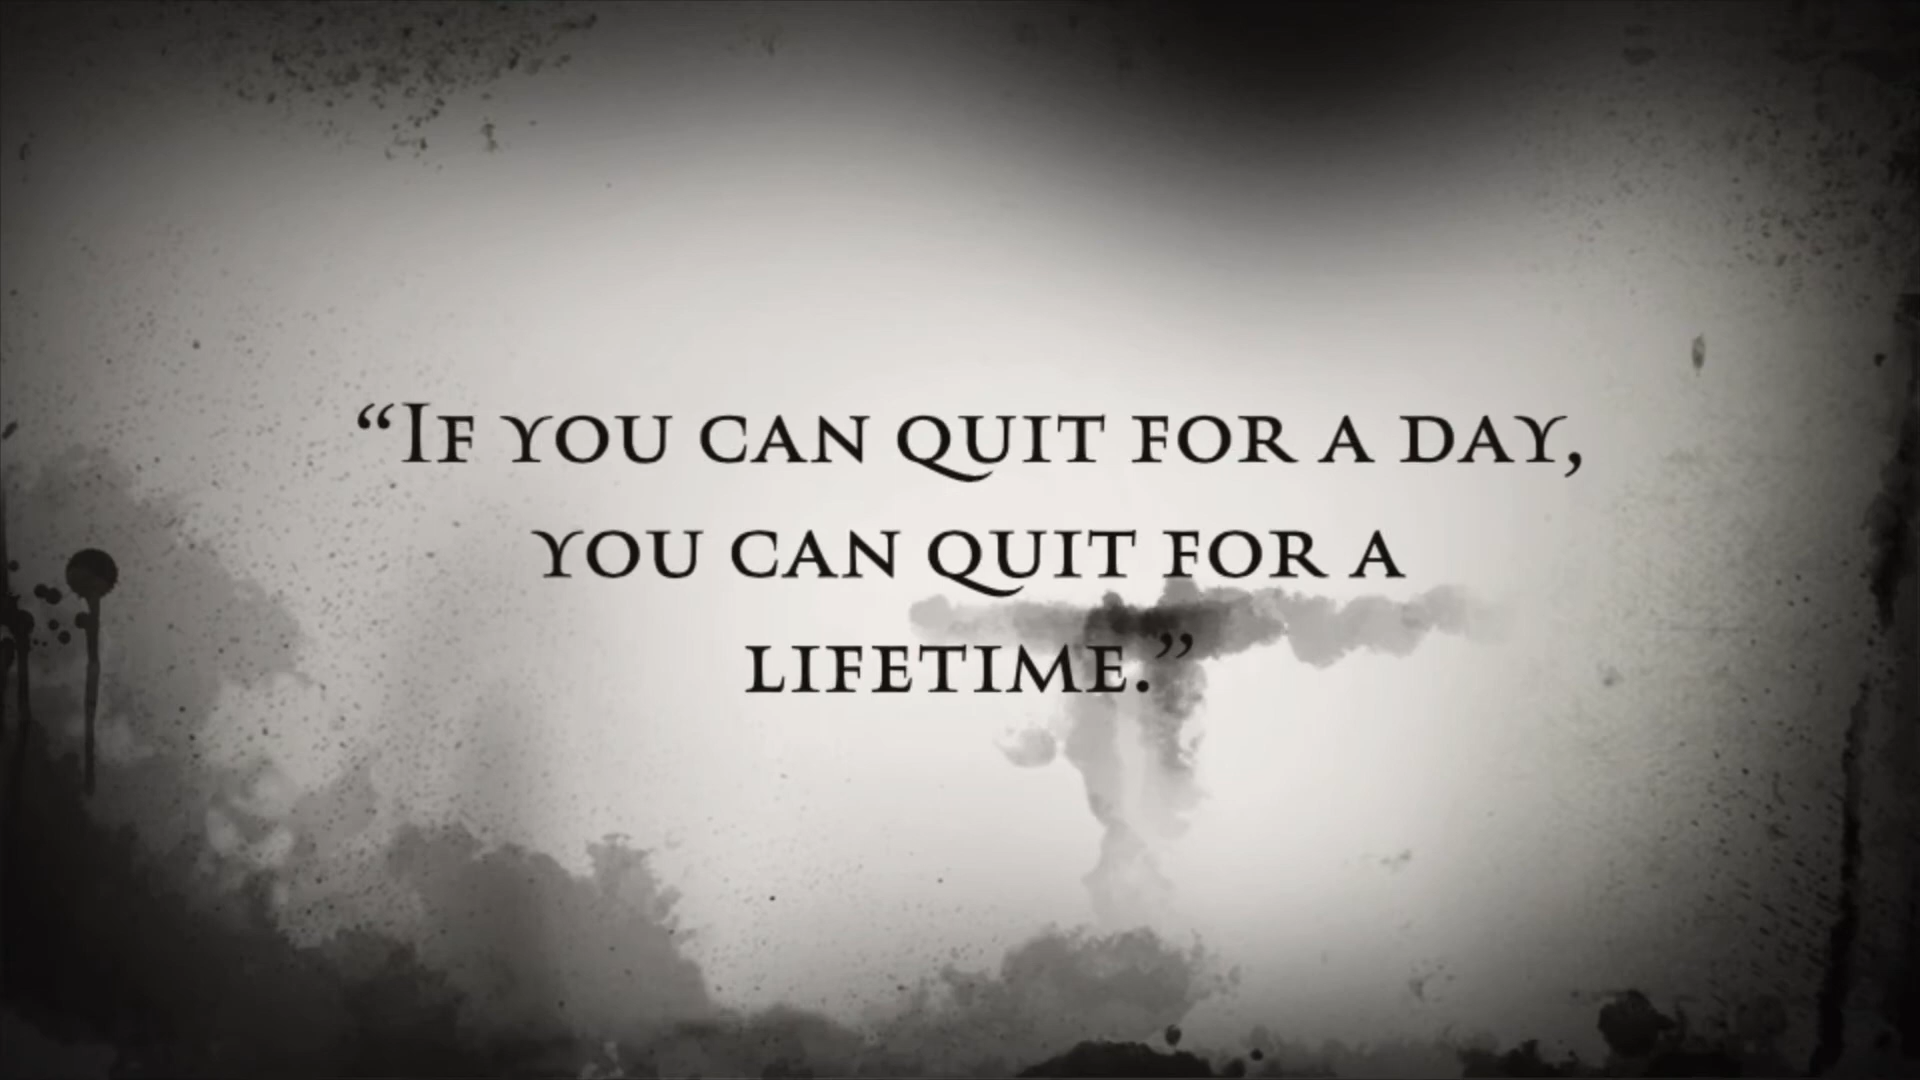 “If you can quit for a day,
you can quit for a
lifetime.”